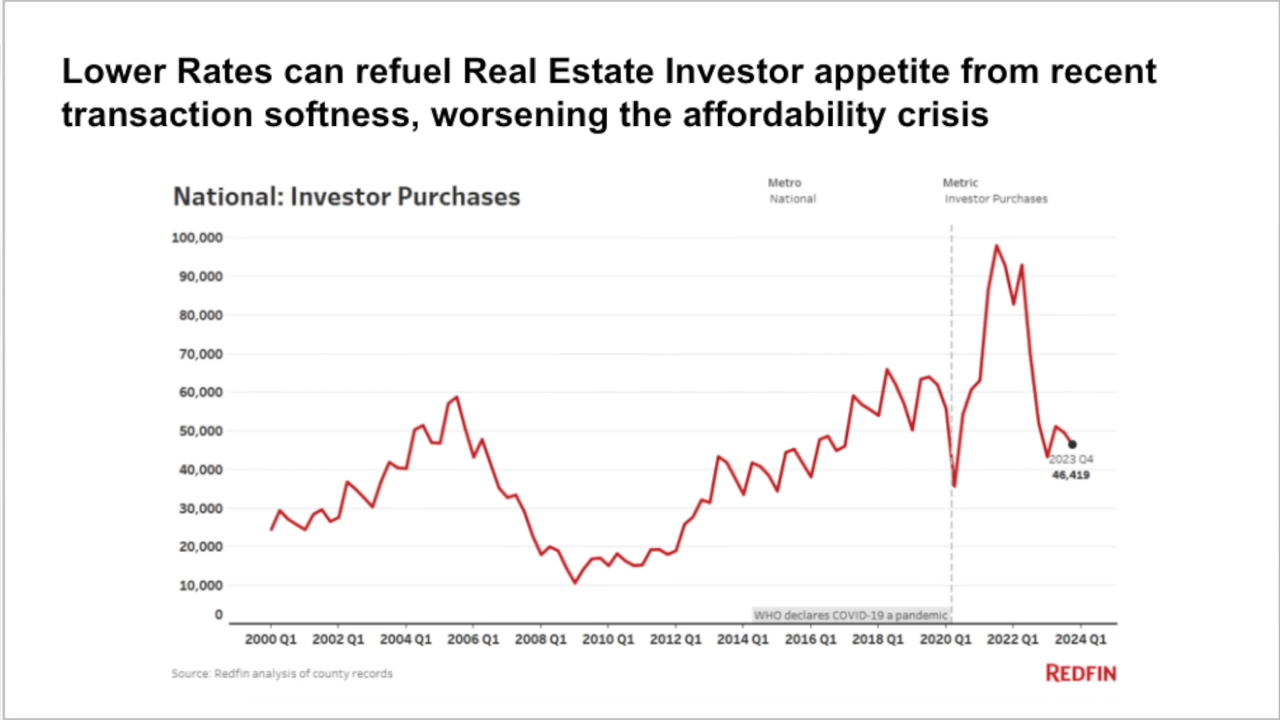 Lower Rates can refuel Real Estate Investor appetite from recent
transaction softness, worsening the affordability crisis
National: Investor Purchases
Metro
National
Metric
Investor Purchases
100,000
90,000
80,000
70,000
60,000
50,000
40,000
30,000
20,000
10,000
0
2023 Q4
46,419
WHO declares COVID-19 a pandemic
2000 Q1 2002 Q1 2004 Q1 2006 Q1 2008 Q1 2010 Q1 2012 Q1 2014 Q1 2016 Q1 2018 Q1 2020 Q1 2022 Q1 2024 Q1
Source: Redfin analysis of county records
REDFIN